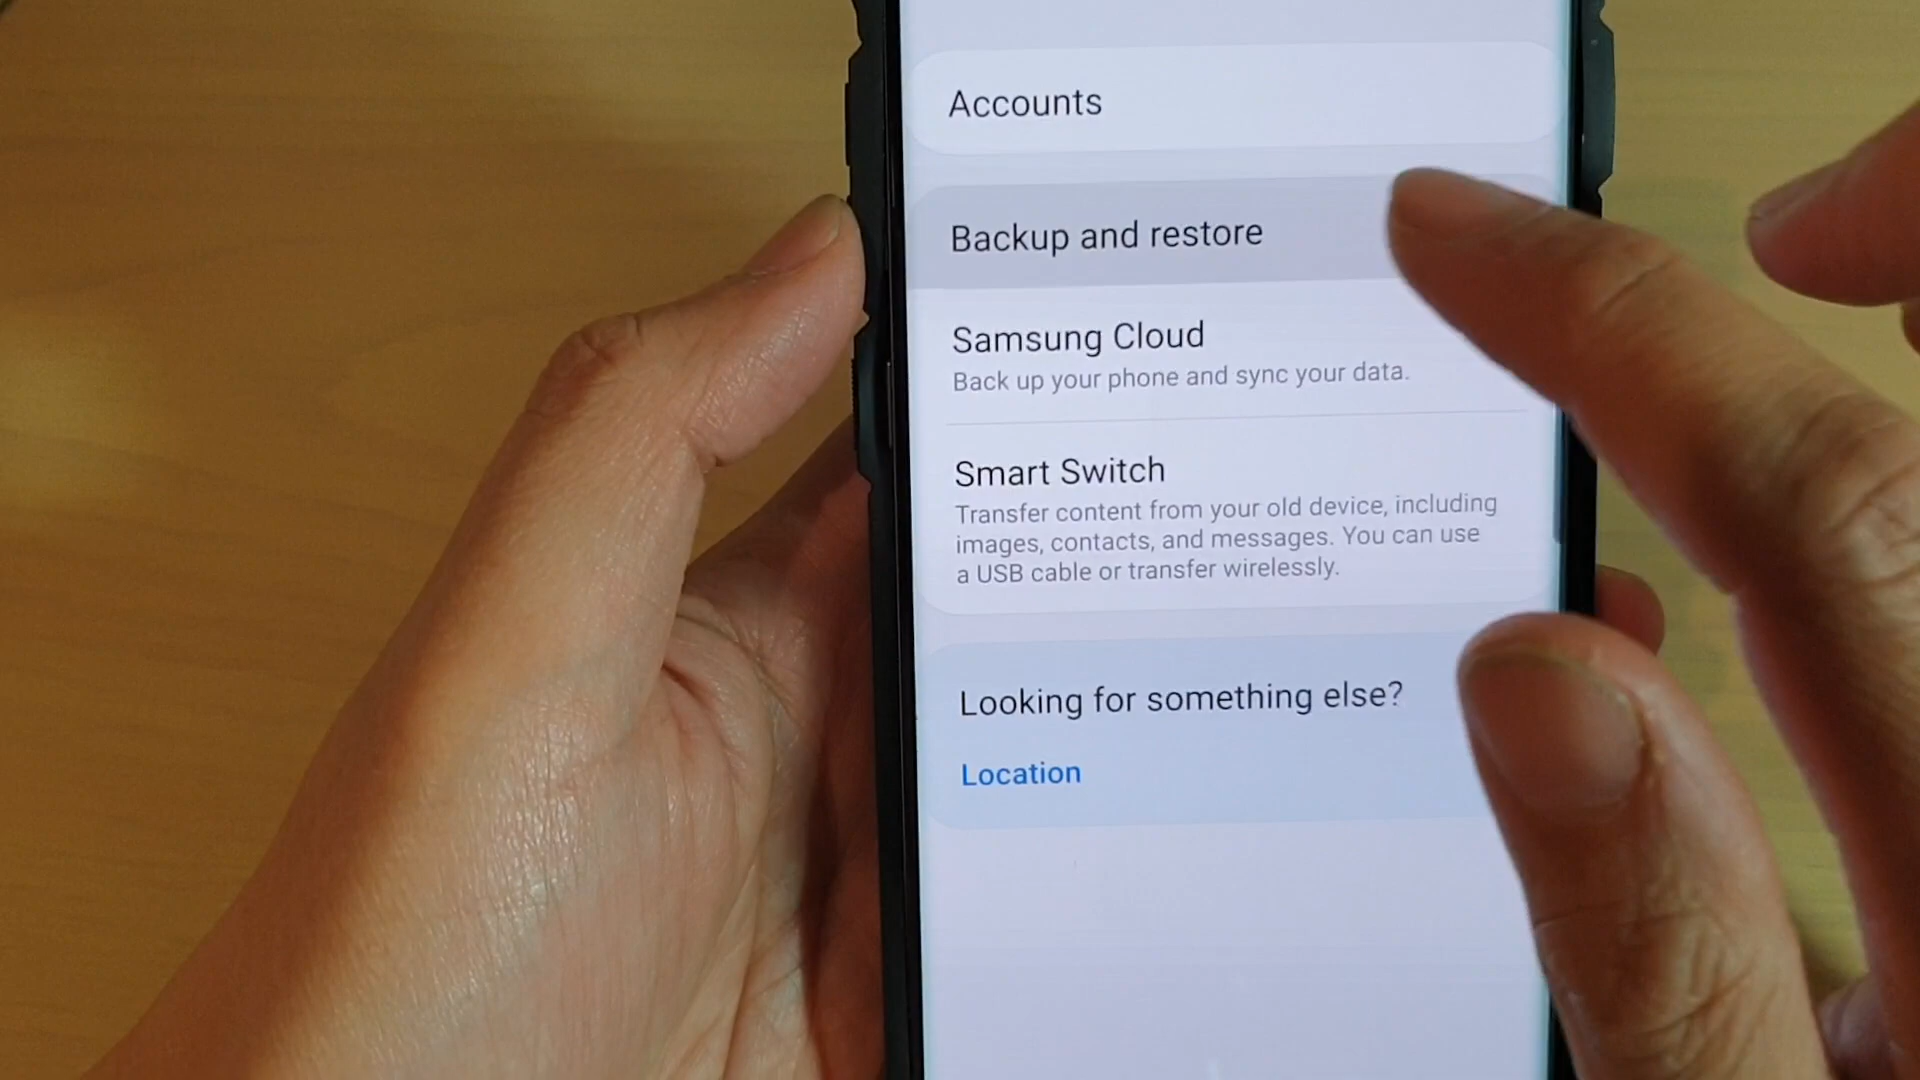 Accounts
Backup and restore
Samsung Cloud
Back up your phone and sync your data.
Smart Switch
Transfer content from your old device, including
images, contacts, and messages. You can use
a USB cable or transfer wirelessly.
Looking for something else?
Location